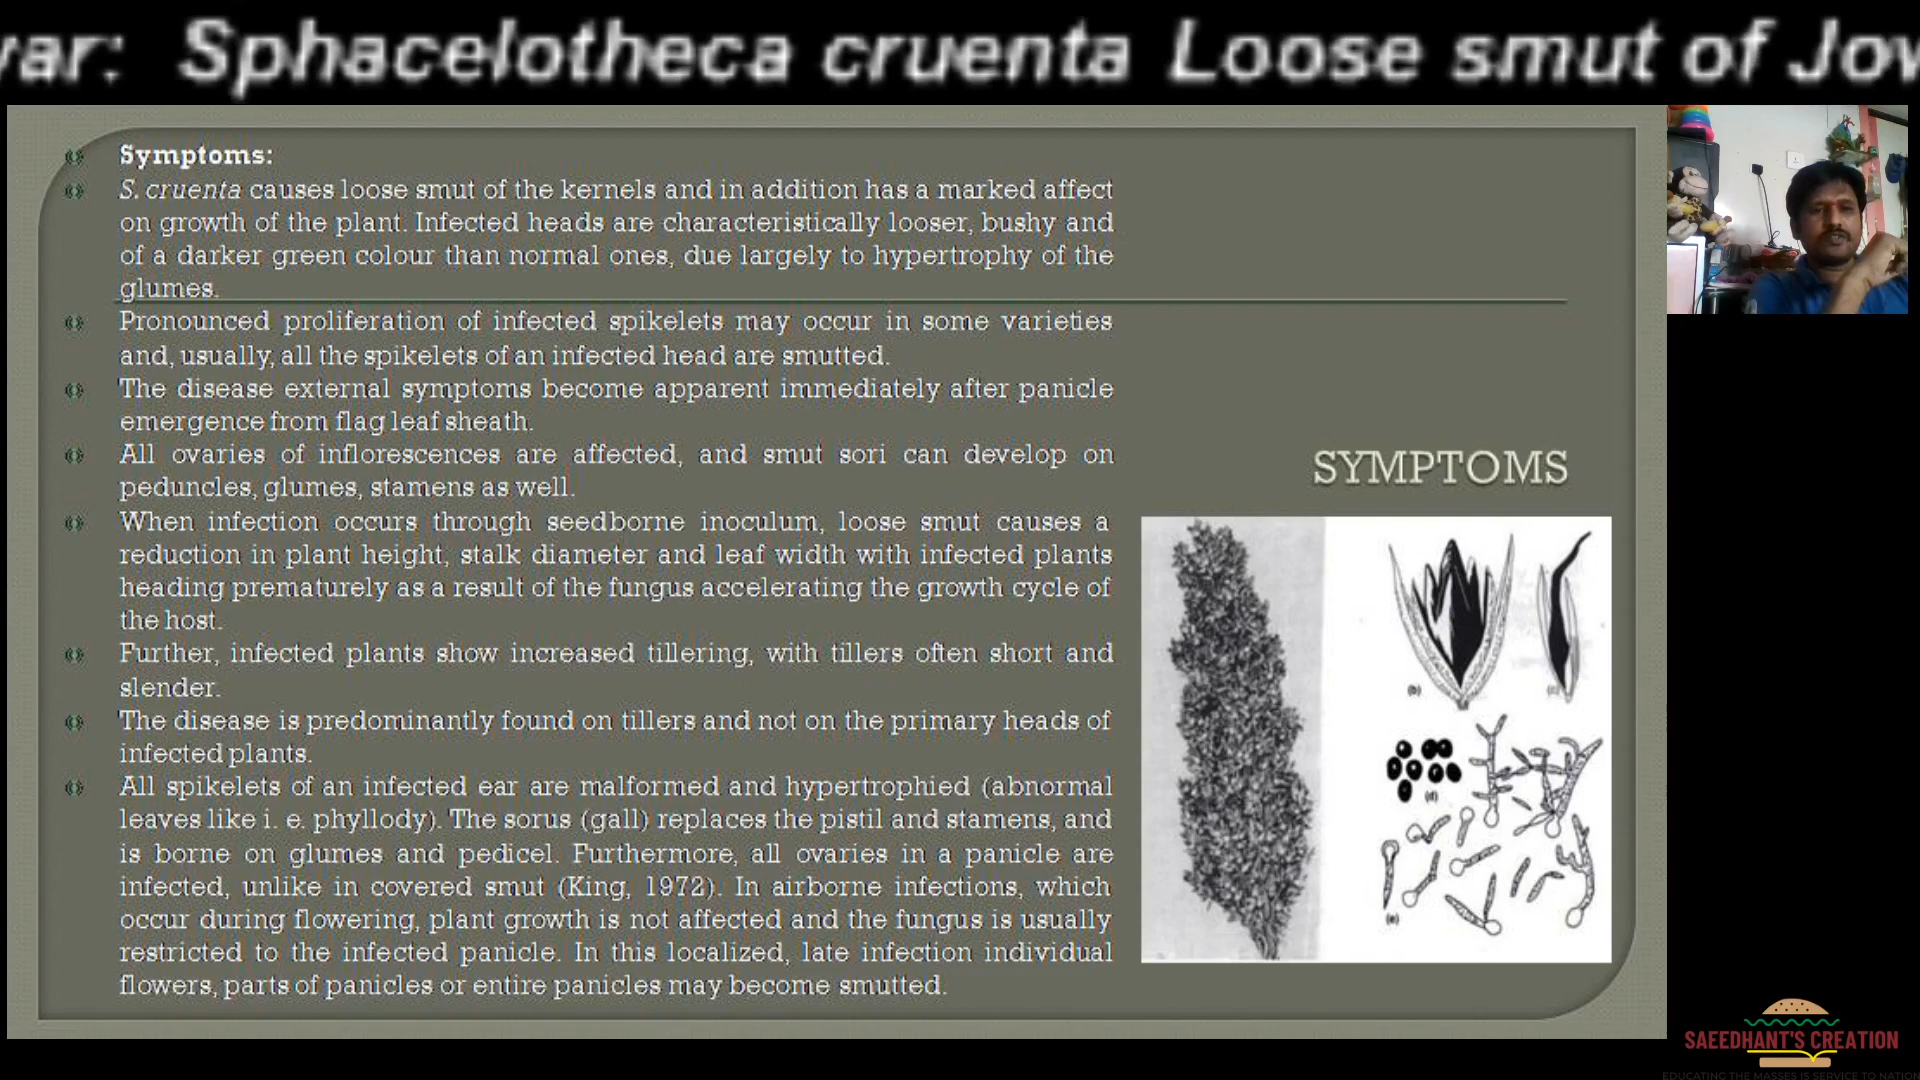 var: Sphacelotheca cruenta Loose smut of Jow
Symptoms:
S. cruenta causes loose smut of the kernels and in addition has a marked affect
on growth of the plant. Infected heads are characteristically looser, bushy and
of a darker green colour than normal ones, due largely to hypertrophy of the
glumes.
Pronounced proliferation of infected spikelets may occur in some varieties
and, usually, all the spikelets of an infected head are smutted.
The disease external symptoms become apparent immediately after panicle
emergence from flag leaf sheath.
All ovaries of inflorescences are affected, and smut sori can develop on
peduncles, glumes, stamens as well.
When infection occurs through seedborne inoculum, loose smut causes a
reduction in plant height, stalk diameter and leaf width with infected plants
heading prematurely as a result of the fungus accelerating the growth cycle of
the host.
Further, infected plants show increased tillering, with tillers often short and
slender.
The disease is predominantly found on tillers and not on the primary heads of
infected plants.
All spikelets of an infected ear are malformed and hypertrophied (abnormal
leaves like i. e. phyllody). The sorus (gall) replaces the pistil and stamens, and
is borne on glumes and pedicel. Furthermore, all ovaries in a panicle are
infected, unlike in covered smut (King, 1972). In airborne infections, which
occur during flowering, plant growth is not affected and the fungus is usually
restricted to the infected panicle. In this localized, late infection individual
flowers, parts of panicles or entire panicles may become smutted.
SYMPTOMS
(b)
(c)
(d)
(e)
SAEEDHANT'S CREATION
EDUCATING THE MASSES IS SERVICE TO NATION